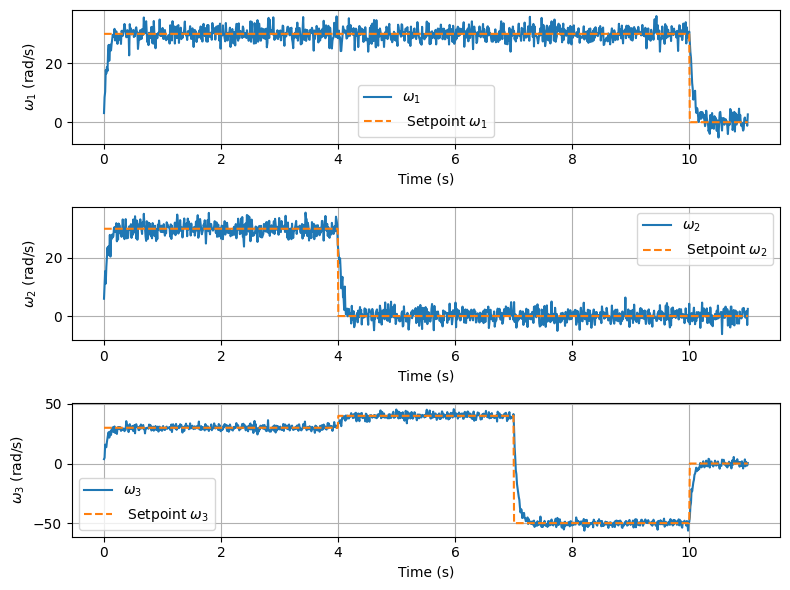 ω₁ (rad/s)
20
0
ω₁
Setpoint ω₁
0 2 4 6 8 10
Time (s)
ω₂ (rad/s)
20
0
ω₂
Setpoint ω₂
0 2 4 6 8 10
Time (s)
ω₃ (rad/s)
50
0
−50
ω₃
Setpoint ω₃
0 2 4 6 8 10
Time (s)